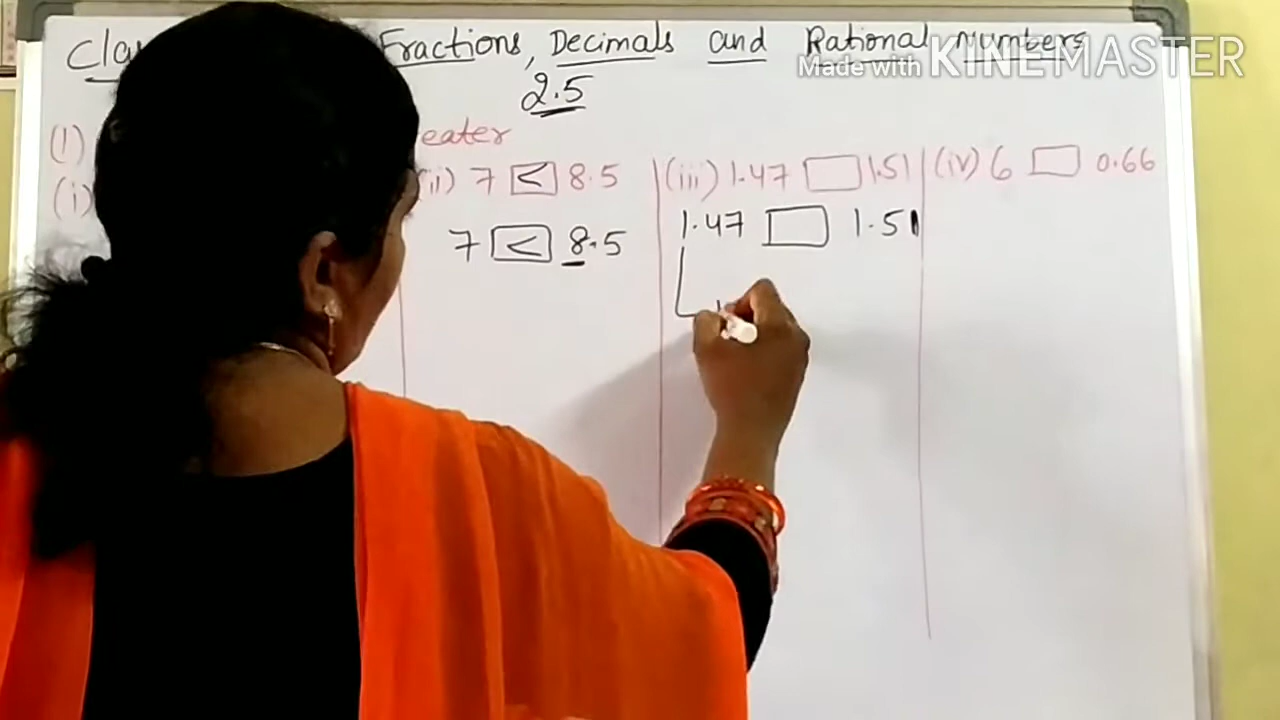 Fractions, Decimals and Rational Numbers
Made with KINEMASTER
2.5
(1) eater
(i) (ii) 7 < 8.5 (iii) 1.47 □ 1.51 (iv) 6 □ 0.66
7 < 8.5 1.47 □ 1.51